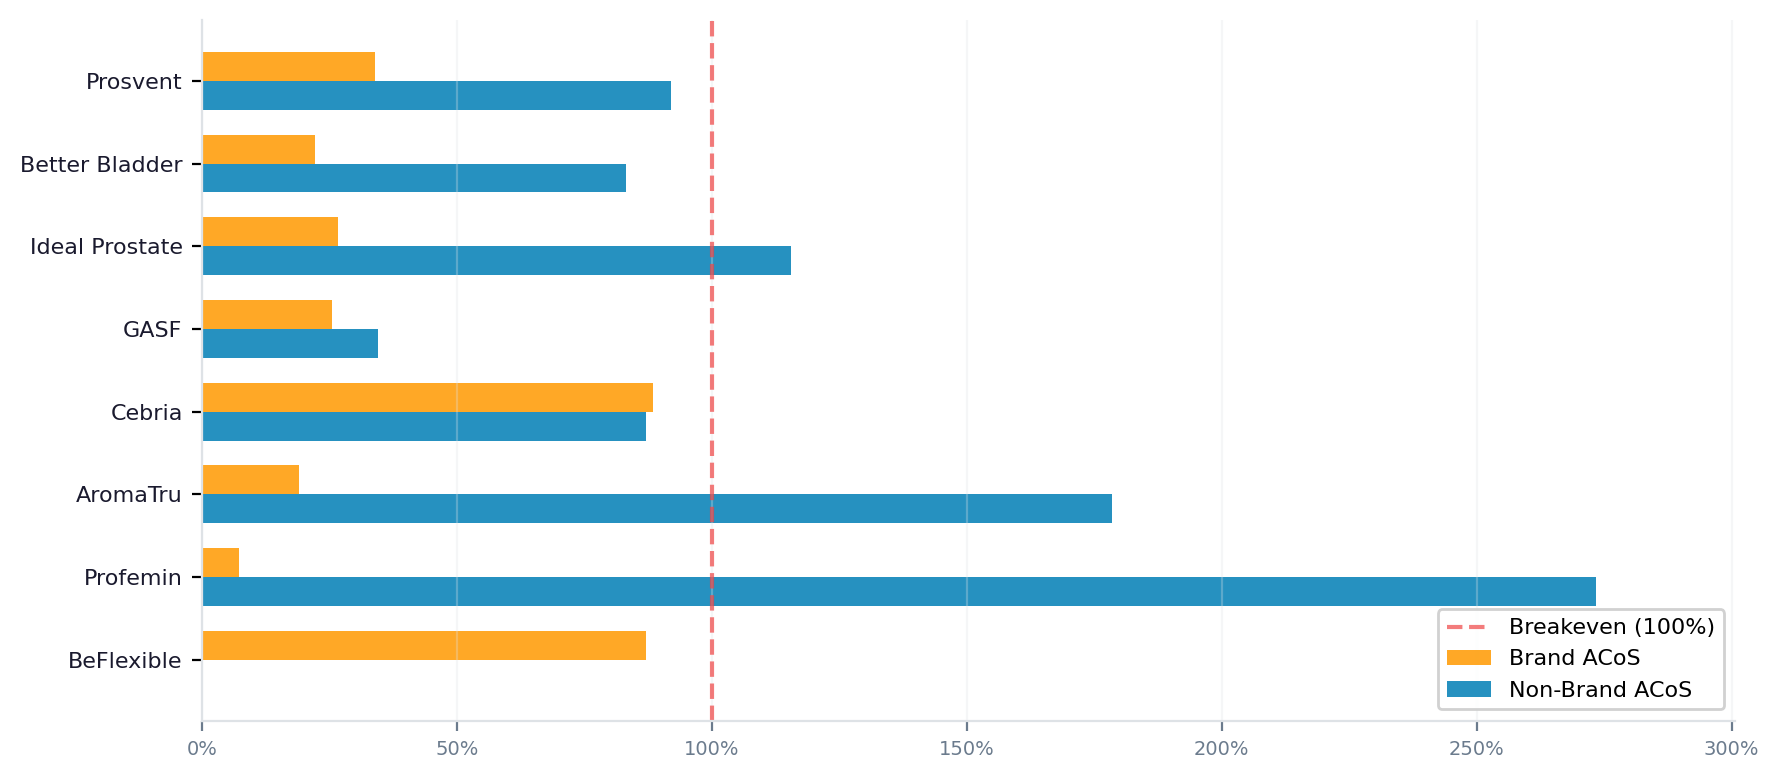 Prosvent
Better Bladder
Ideal Prostate
GASF
Cebria
AromaTru
Profemin
BeFlexible
Breakeven (100%)
Brand ACoS
Non-Brand ACoS
0% 50% 100% 150% 200% 250% 300%